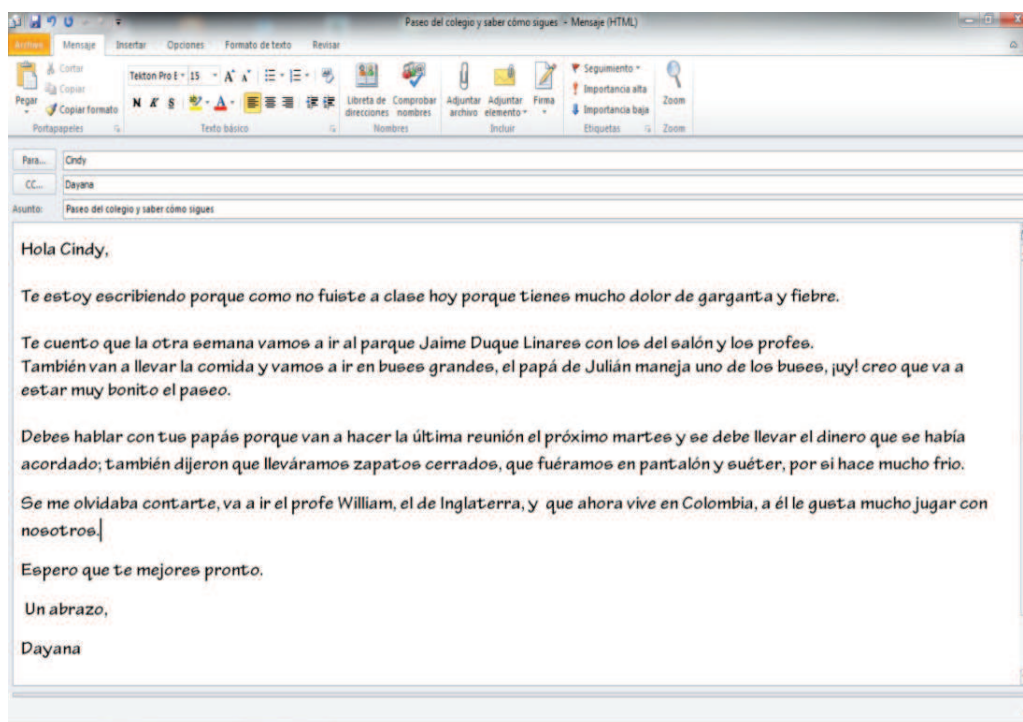 Paseo del colegio y saber cómo sigues - Mensaje (HTML)
Archivo Mensaje Insertar Opciones Formato de texto Revisar
Pegar
Cortar
Copiar
Copiar formato
Portapapeles
Tekton Pro E 15
N K S
Texto básico
Libreta de direcciones
Comprobar nombres
Nombres
Adjuntar archivo
Adjuntar elemento
Firma
Incluir
Seguimiento
Importancia alta
Importancia baja
Etiquetas
Zoom
Zoom
Para... Cindy
CC... Dayana
Asunto: Paseo del colegio y saber cómo sigues
Hola Cindy,
Te estoy escribiendo porque como no fuiste a clase hoy porque tienes mucho dolor de garganta y fiebre.
Te cuento que la otra semana vamos a ir al parque Jaime Duque Linares con los del salón y los profes.
También van a llevar la comida y vamos a ir en buses grandes, el papá de Julián maneja uno de los buses, ¡uy! creo que va a
estar muy bonito el paseo.
Debes hablar con tus papás porque van a hacer la última reunión el próximo martes y se debe llevar el dinero que se había
acordado; también dijeron que lleváramos zapatos cerrados, que fuéramos en pantalón y suéter, por si hace mucho frio.
Se me olvidaba contarte, va a ir el profe William, el de Inglaterra, y que ahora vive en Colombia, a él le gusta mucho jugar con
nosotros.
Espero que te mejores pronto.
Un abrazo,
Dayana